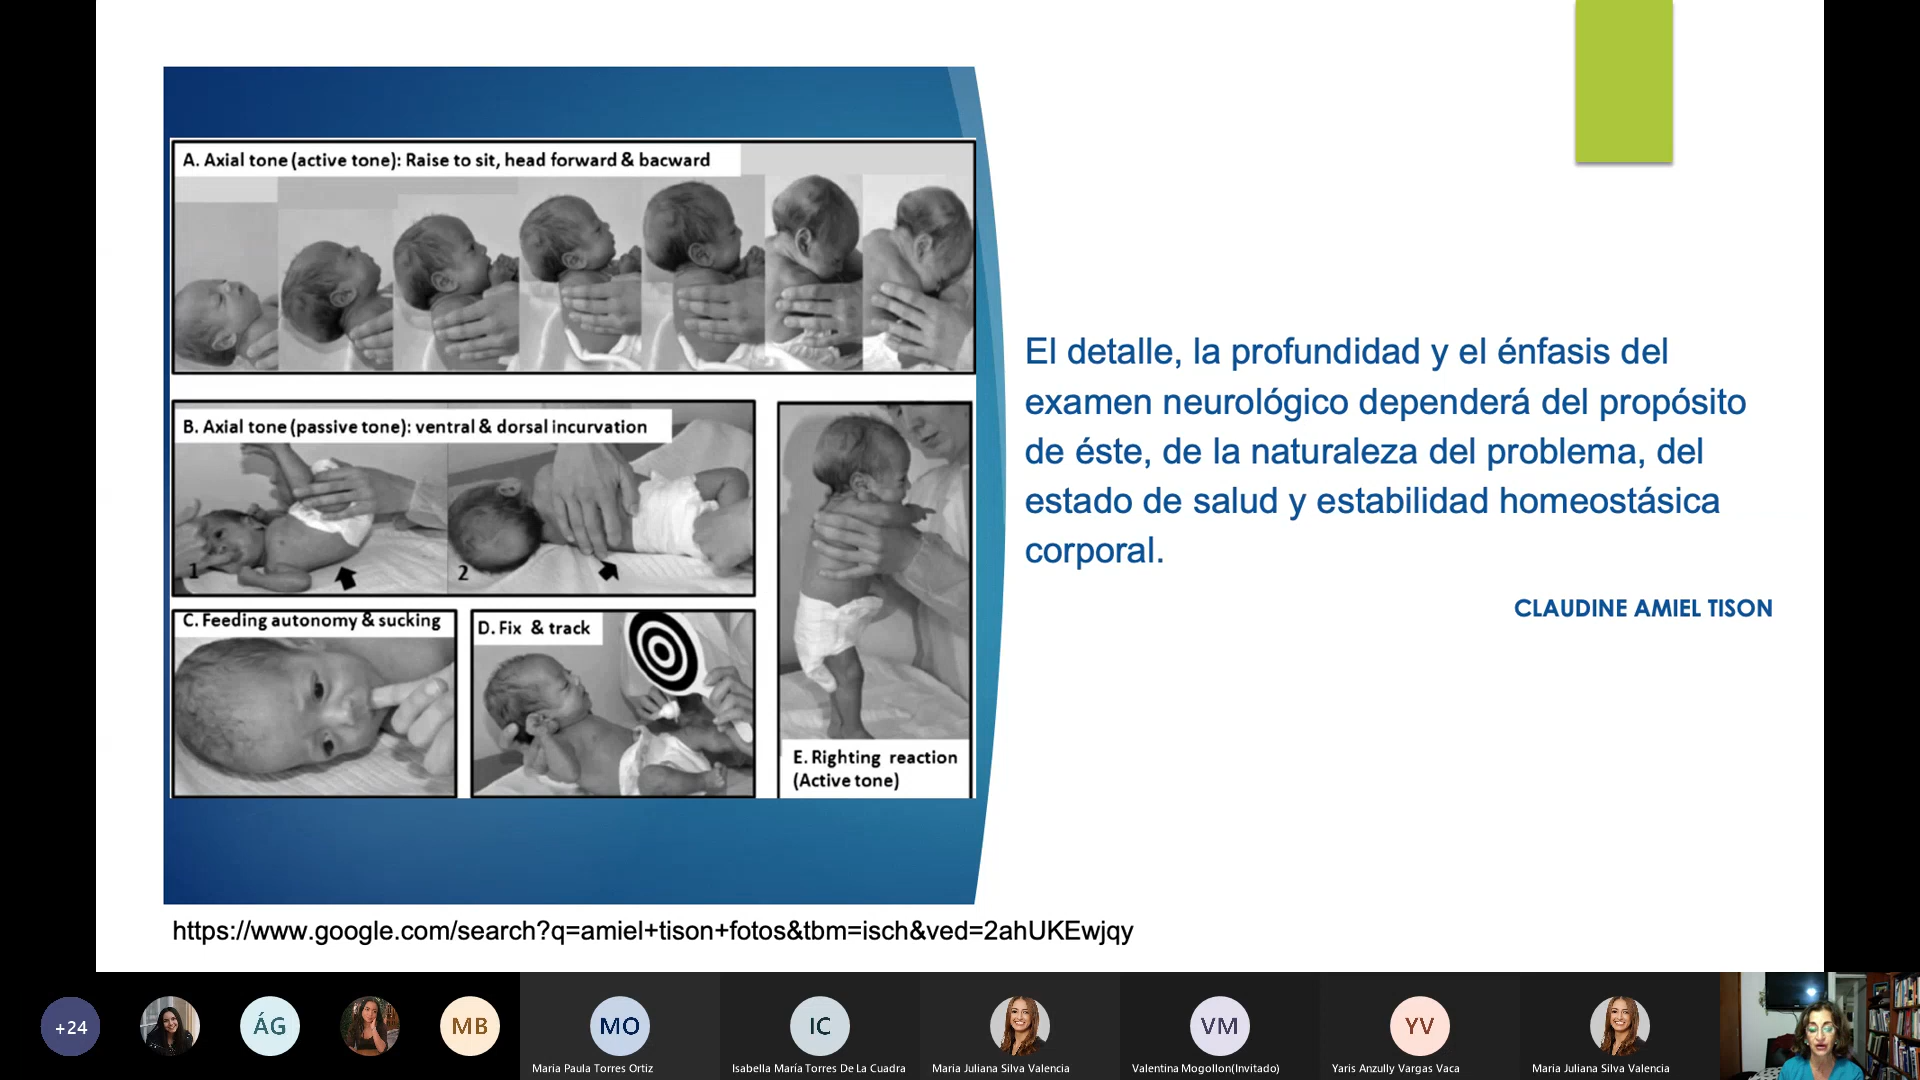 A. Axial tone (active tone): Raise to sit, head forward & bacward
B. Axial tone (passive tone): ventral & dorsal incurvation
1
2
C. Feeding autonomy & sucking
D. Fix & track
E. Righting reaction
(Active tone)
El detalle, la profundidad y el énfasis del
examen neurológico dependerá del propósito
de éste, de la naturaleza del problema, del
estado de salud y estabilidad homeostásica
corporal.
CLAUDINE AMIEL TISON
https://www.google.com/search?q=amiel+tison+fotos&tbm=isch&ved=2ahUKEwjqy
+24
ÁG
MB
MO
IC
VM
YV
Maria Paula Torres Ortiz
Isabella María Torres De La Cuadra
Maria Juliana Silva Valencia
Valentina Mogollon(Invitado)
Yaris Anzully Vargas Vaca
Maria Juliana Silva Valencia